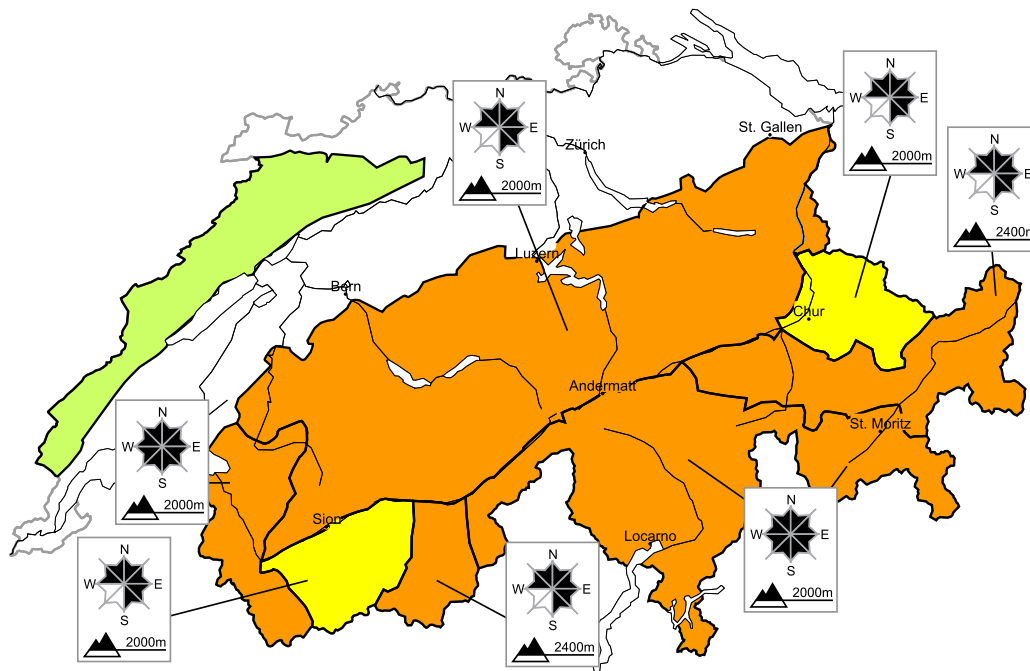 N
W E
S
2000m
N
W E
S
2000m
St. Gallen
Zürich
N
W E
S
2400m
Luzern
Bern
Chur
Andermatt
St. Moritz
N
W E
S
2000m
Sion
Locarno
N
W E
S
2000m
N
W E
S
2000m
N
W E
S
2400m